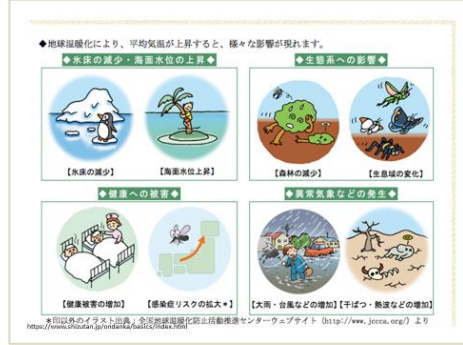 ◆地球温暖化により、平均気温が上昇すると、様々な影響が現れます。
◆氷床の減少・海面水位の上昇◆
◆生態系への影響◆
【氷床の減少】
【海面水位上昇】
【森林の減少】
【生息域の変化】
◆健康への被害◆
◆異常気象などの発生◆
【健康被害の増加】
【感染症リスクの拡大＊】
【大雨・台風などの増加】
【干ばつ・熱波などの増加】
＊印以外のイラスト出典：全国地球温暖化防止活動推進センターウェブサイト（http://www.jccca.org/）より
https://www.shizutan.jp/ondanka/basics/index.html